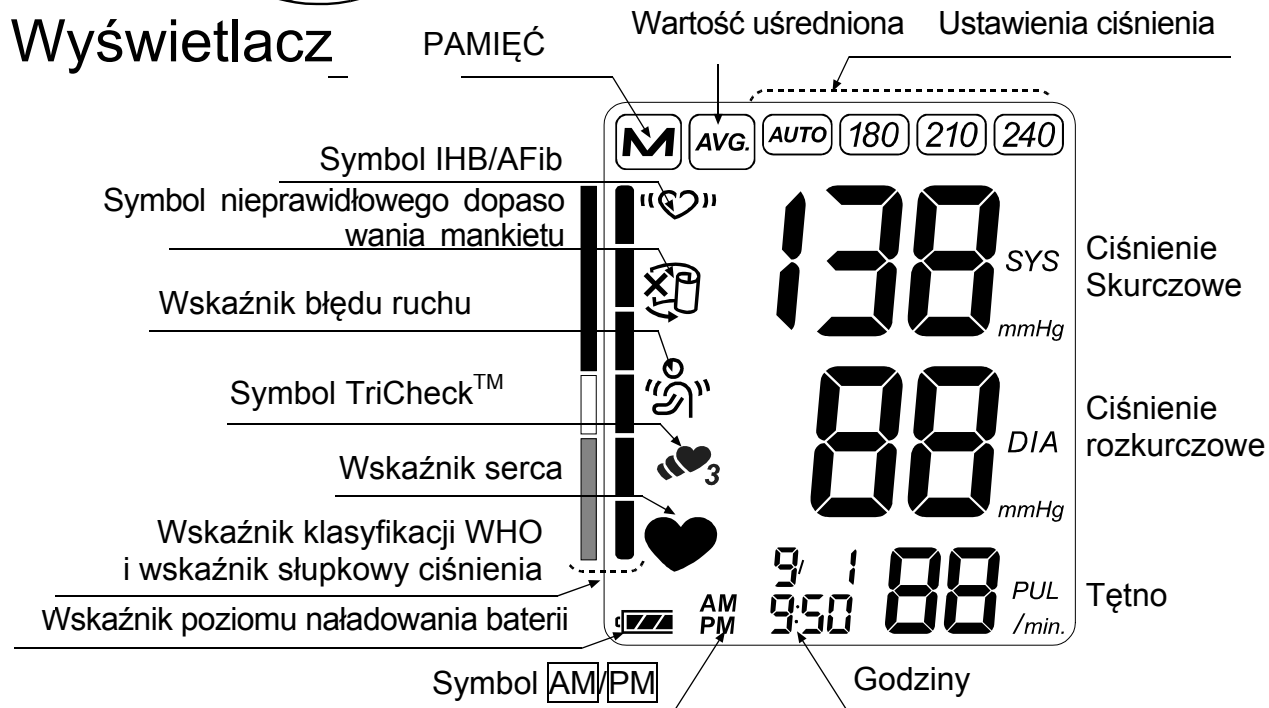 Wyświetlacz
PAMIĘĆ
Wartość uśredniona
Ustawienia ciśnienia
M AVG. AUTO 180 210 240
Symbol IHB/AFib
Symbol nieprawidłowego dopaso
wania mankietu
Wskaźnik błędu ruchu
Symbol TriCheck™
Wskaźnik serca
Wskaźnik klasyfikacji WHO
i wskaźnik słupkowy ciśnienia
Wskaźnik poziomu naładowania baterii
138 SYS
mmHg
Ciśnienie
Skurczowe
88 DIA
mmHg
Ciśnienie
rozkurczowe
3
9/ 1
AM
PM
9:50
88 PUL
/min.
Tętno
Symbol AM/PM
Godziny